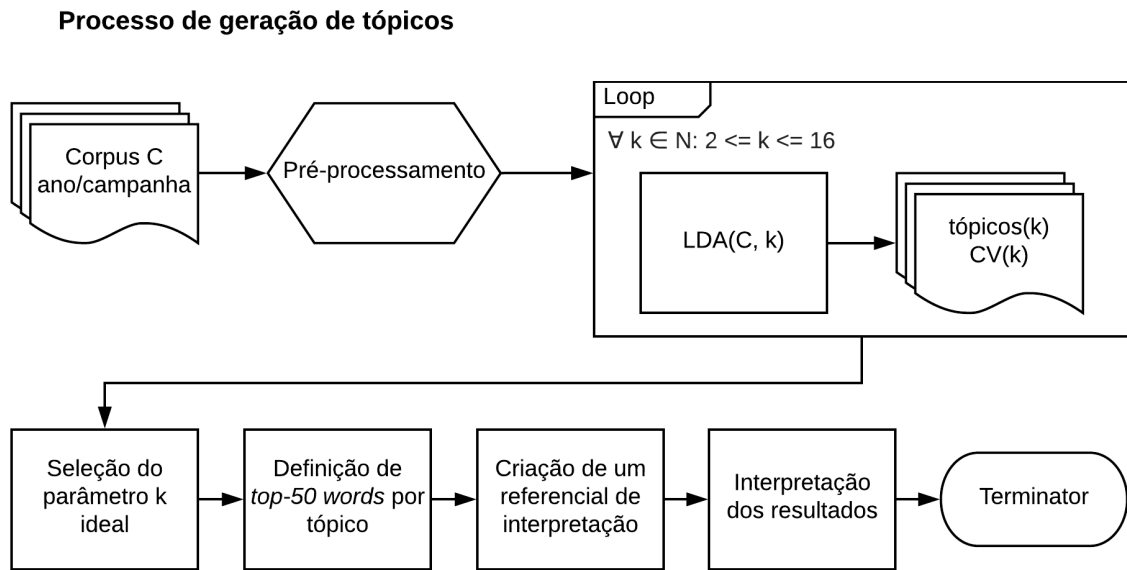 Processo de geração de tópicos
Corpus C
ano/campanha
Pré-processamento
Loop
∀ k ∈ N: 2 <= k <= 16
LDA(C, k)
tópicos(k)
CV(k)
Seleção do
parâmetro k
ideal
Definição de
top-50 words por
tópico
Criação de um
referencial de
interpretação
Interpretação
dos resultados
Terminator